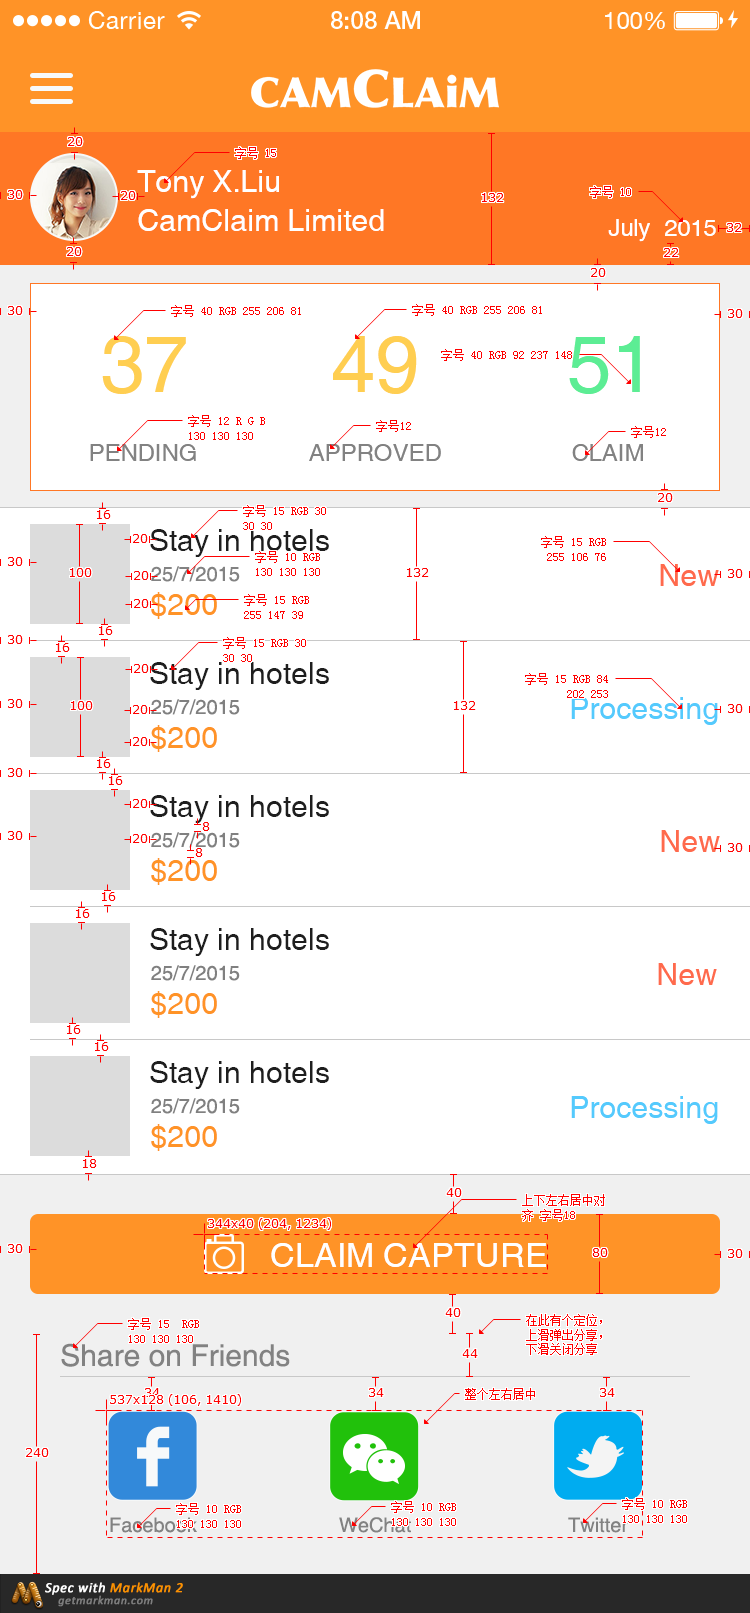 Carrier 8:08 AM 100%
CAMCLAiM
20
字号 15
30
20
Tony X.Liu
CamClaim Limited
20
132
字号 10
July 2015
32
22
20
30
字号 40 RGB 255 206 81
字号 40 RGB 255 206 81
30
37
49
字号 40 RGB 92 237 148
51
字号 12 R G B
130 130 130
字号12
字号12
PENDING
APPROVED
CLAIM
20
16
字号 15 RGB 30
30 30
20
Stay in hotels
30
100
字号 10 RGB
130 130 130
20
25/7/2015
132
字号 15 RGB
255 106 76
New
30
20
$200
字号 15 RGB
255 147 39
16
30
16
字号 15 RGB 30
30 30
20
Stay in hotels
30
100
20
25/7/2015
132
字号 15 RGB 84
202 253
Processing
30
20
$200
16
30
16
20
Stay in hotels
30
20
25/7/2015
8
8
New
30
$200
16
16
Stay in hotels
25/7/2015
New
$200
16
16
Stay in hotels
25/7/2015
Processing
$200
18
40
上下左右居中对
齐 字号18
344x40 (204, 1234)
30
CLAIM CAPTURE
80
30
40
字号 15 RGB
130 130 130
在此有个定位，
上滑弹出分享，
下滑关闭分享
Share on Friends
44
34
34
34
整个左右居中
537x128 (106, 1410)
240
字号 10 RGB
130 130 130
字号 10 RGB
130 130 130
字号 10 RGB
130 130 130
Facebook
WeChat
Twitter
Spec with MarkMan 2
getmarkman.com